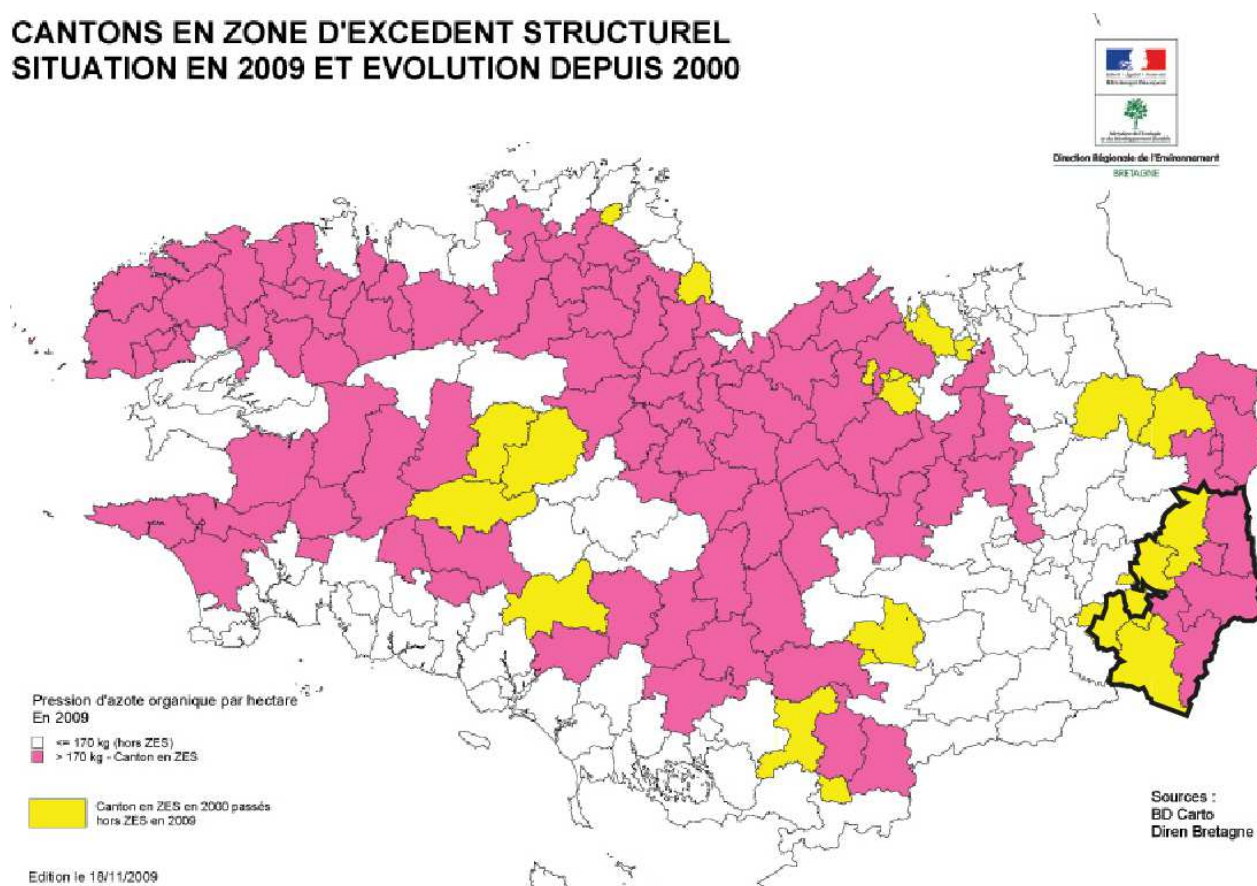 CANTONS EN ZONE D'EXCEDENT STRUCTUREL
SITUATION EN 2009 ET EVOLUTION DEPUIS 2000
Direction Régionale de l'Environnement
BRETAGNE
Pression d'azote organique par hectare
En 2009
<= 170 kg (hors ZES)
> 170 kg - Canton en ZES
Canton en ZES en 2000 passés
hors ZES en 2009
Sources :
BD Carto
Diren Bretagne
Edition le 18/11/2009